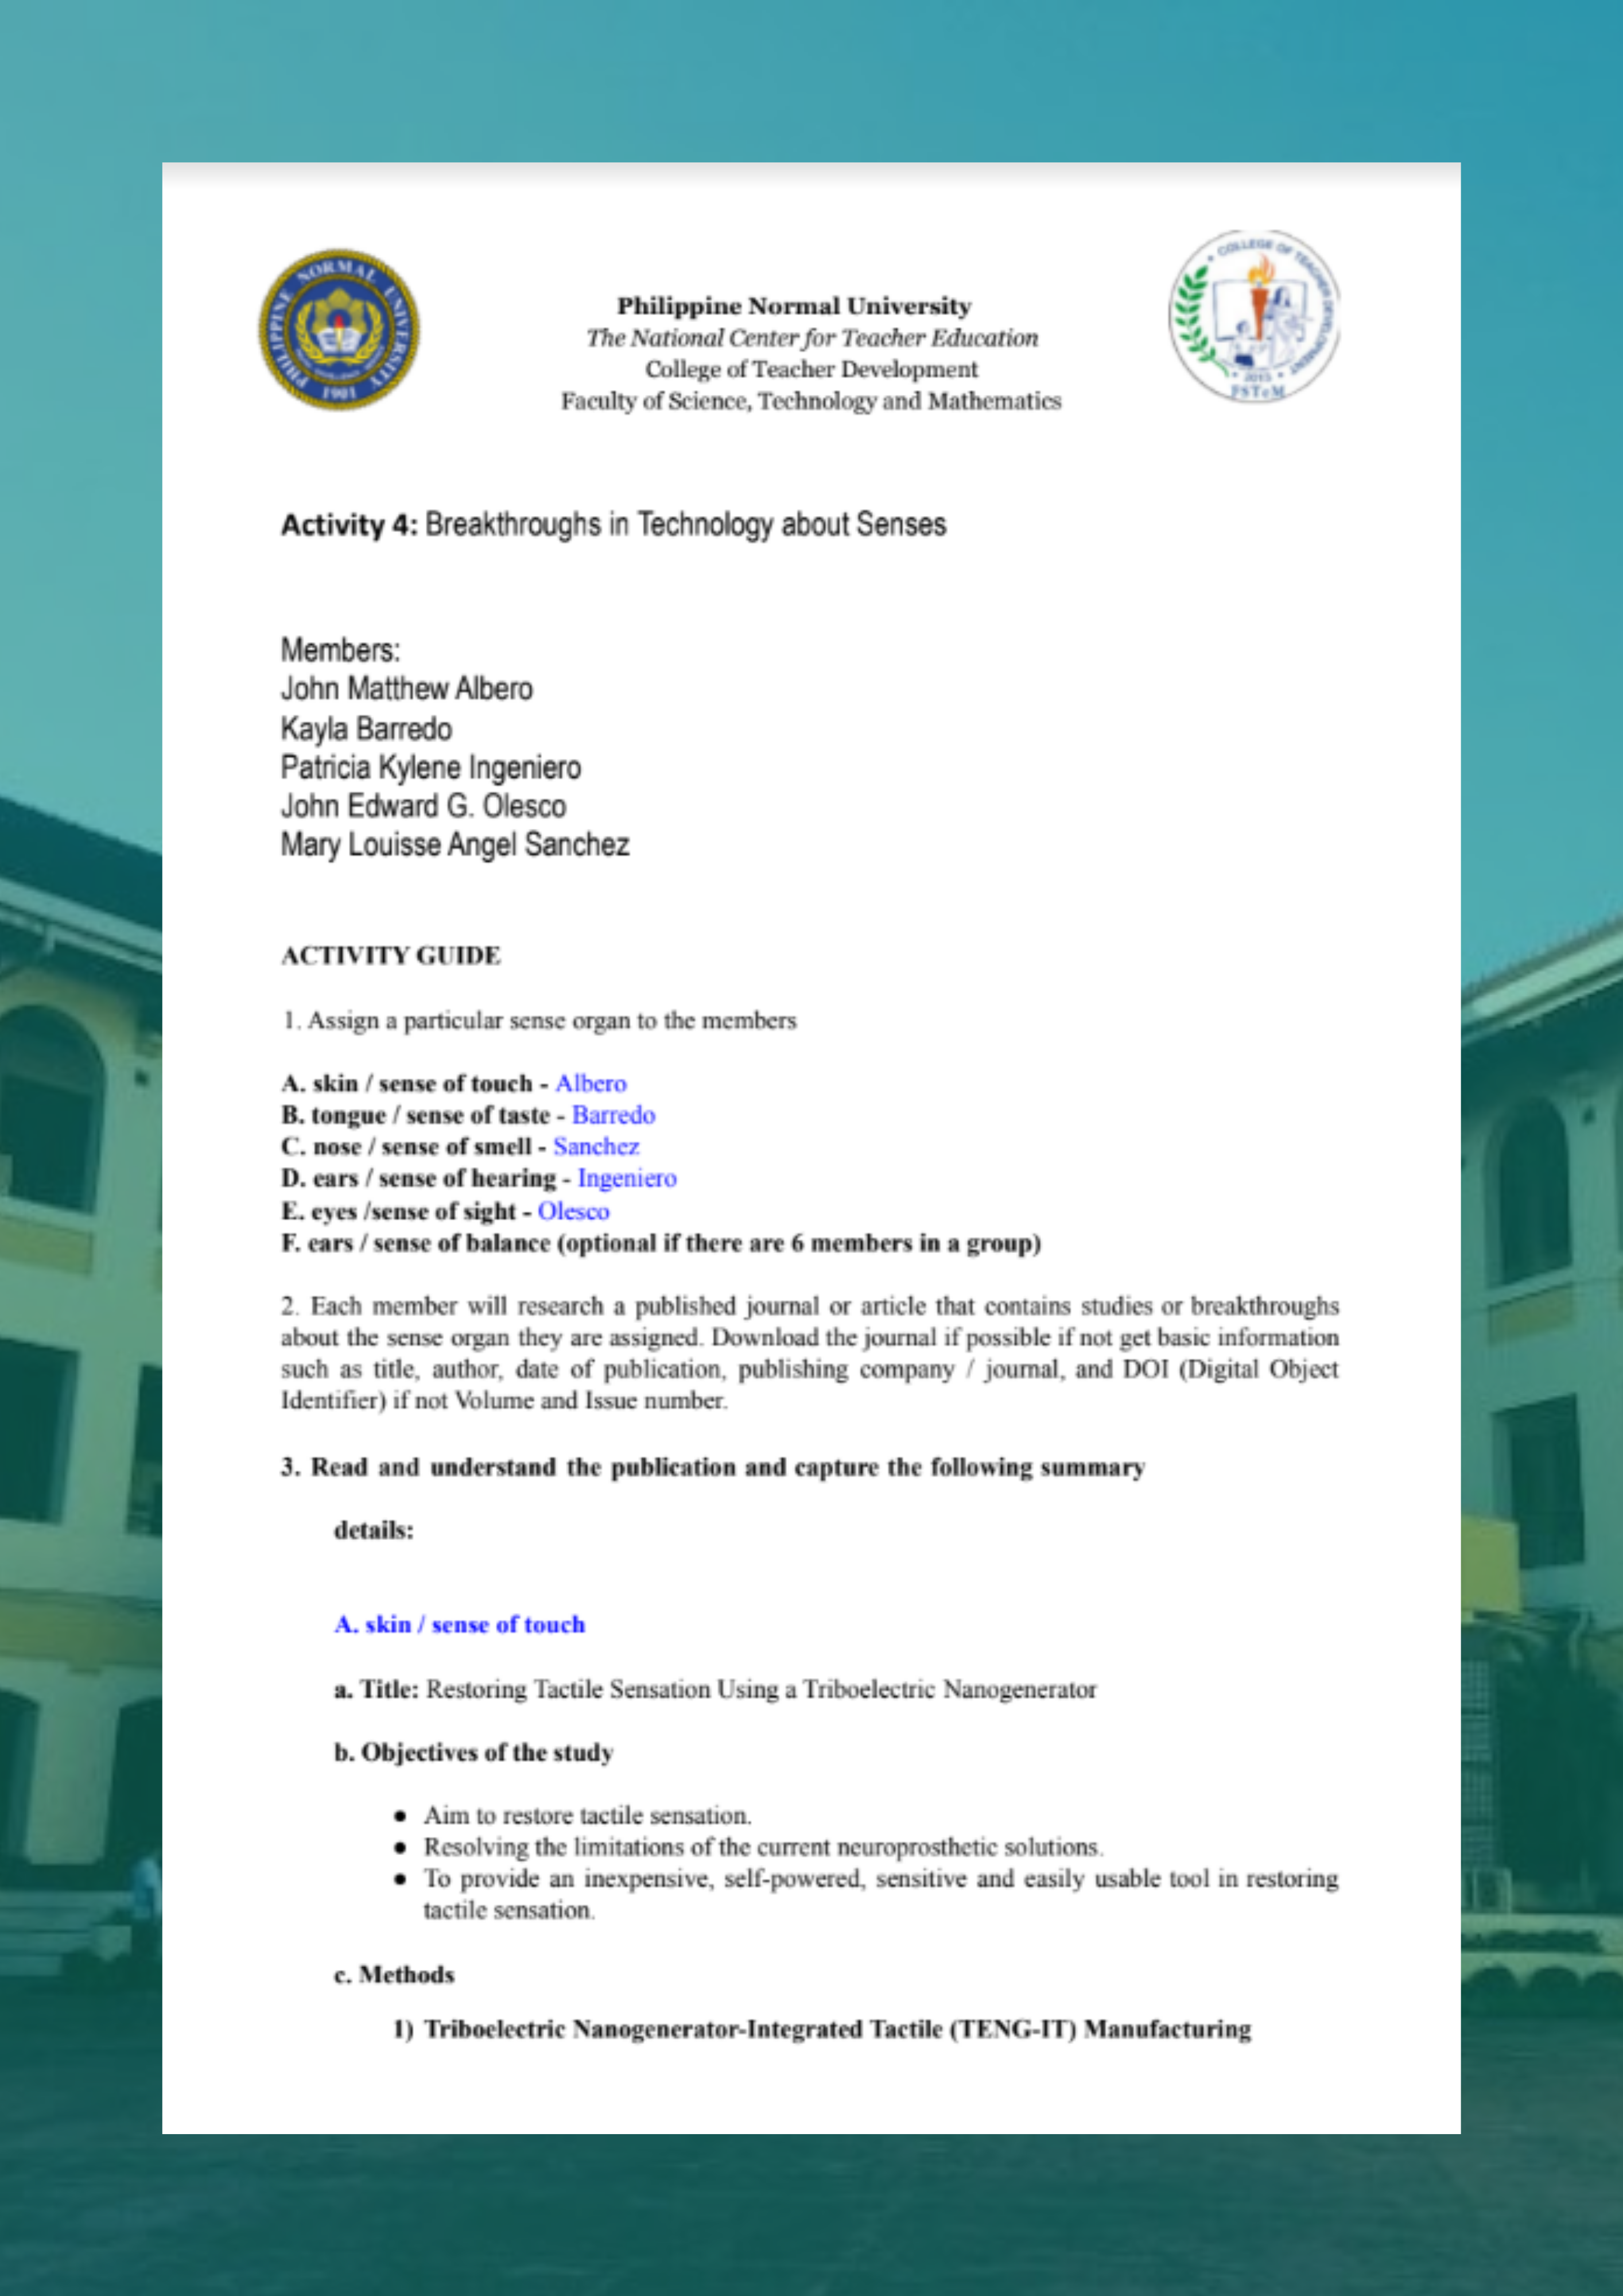 PHILIPPINE NORMAL UNIVERSITY
1901
COLLEGE OF TEACHER DEVELOPMENT
2015
FSTeM
Philippine Normal University
The National Center for Teacher Education
College of Teacher Development
Faculty of Science, Technology and Mathematics
Activity 4: Breakthroughs in Technology about Senses
Members:
John Matthew Albero
Kayla Barredo
Patricia Kylene Ingeniero
John Edward G. Olesco
Mary Louisse Angel Sanchez
ACTIVITY GUIDE
1. Assign a particular sense organ to the members
A. skin / sense of touch - Albero
B. tongue / sense of taste - Barredo
C. nose / sense of smell - Sanchez
D. ears / sense of hearing - Ingeniero
E. eyes /sense of sight - Olesco
F. ears / sense of balance (optional if there are 6 members in a group)
2. Each member will research a published journal or article that contains studies or breakthroughs
about the sense organ they are assigned. Download the journal if possible if not get basic information
such as title, author, date of publication, publishing company / journal, and DOI (Digital Object
Identifier) if not Volume and Issue number.
3. Read and understand the publication and capture the following summary
details:
A. skin / sense of touch
a. Title: Restoring Tactile Sensation Using a Triboelectric Nanogenerator
b. Objectives of the study
● Aim to restore tactile sensation.
● Resolving the limitations of the current neuroprosthetic solutions.
● To provide an inexpensive, self-powered, sensitive and easily usable tool in restoring
tactile sensation.
c. Methods
1) Triboelectric Nanogenerator-Integrated Tactile (TENG-IT) Manufacturing